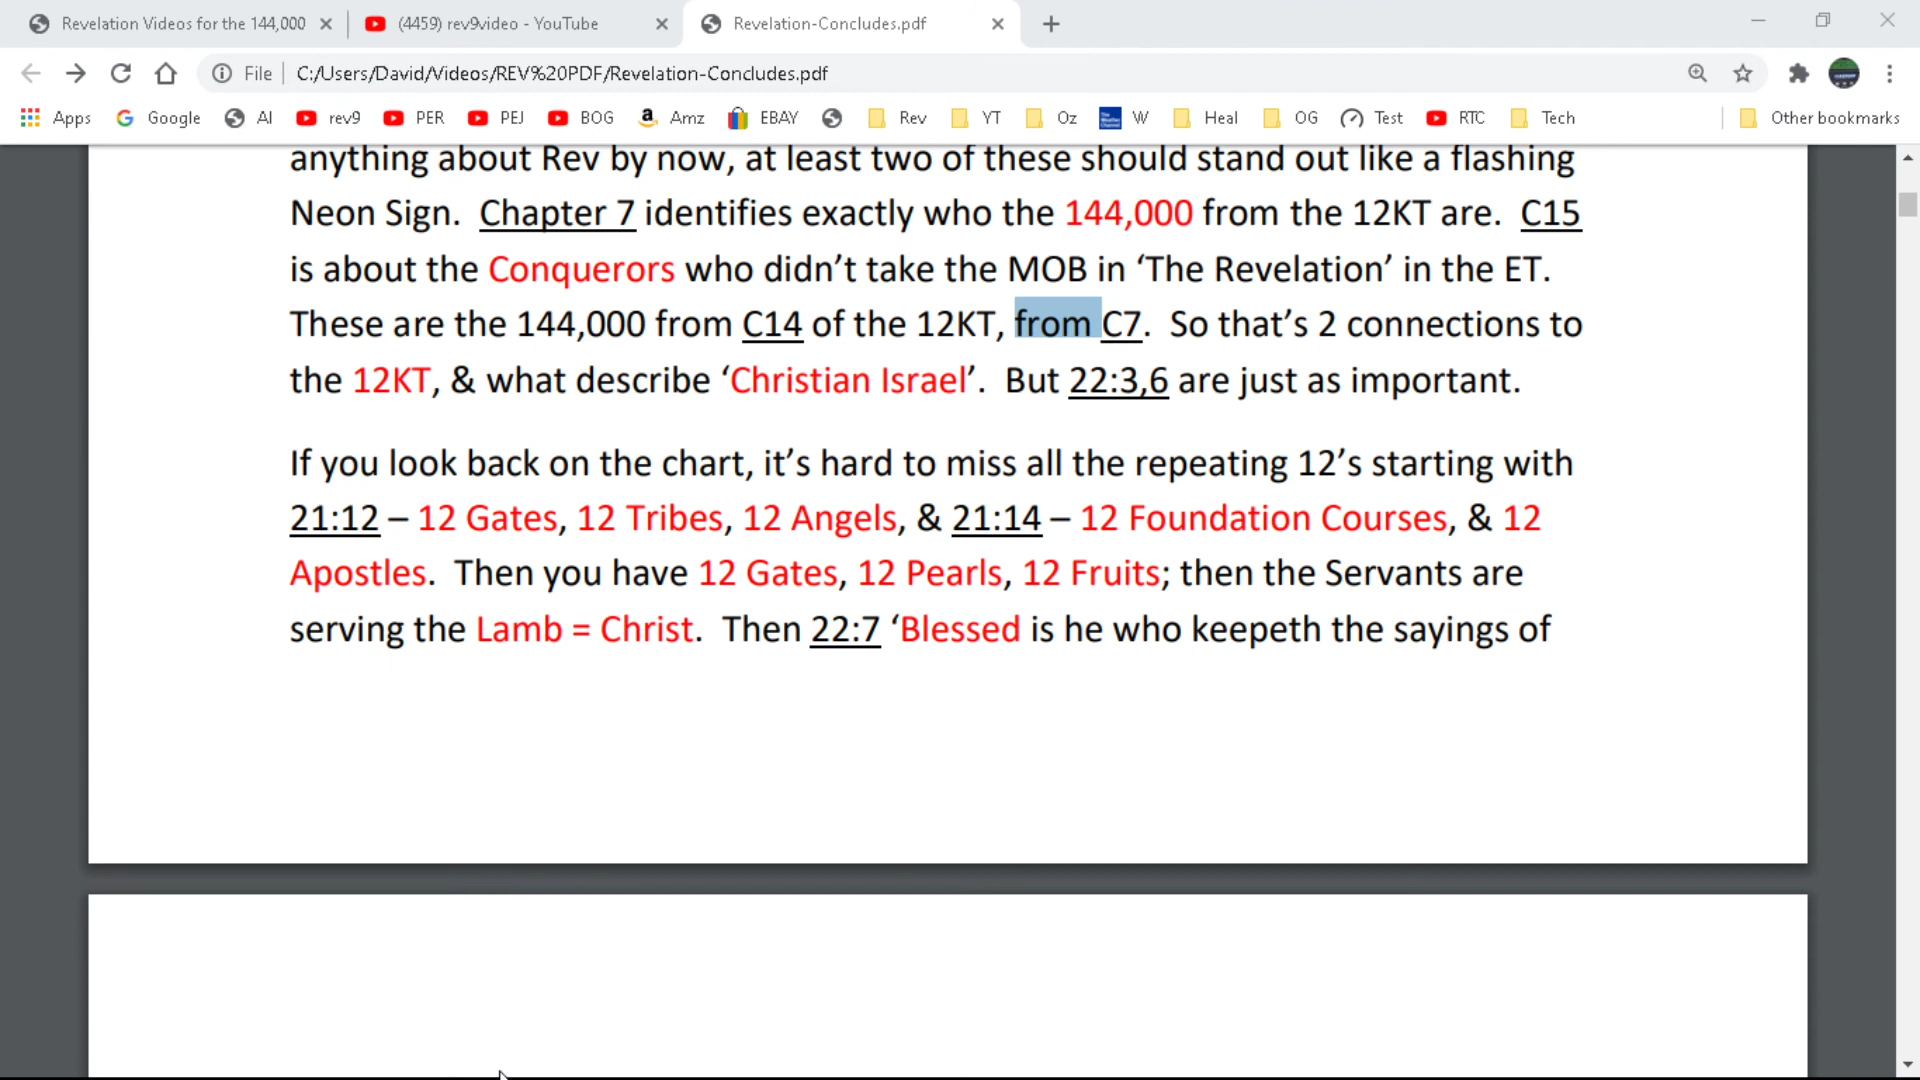 Revelation Videos for the 144,000
(4459) rev9video - YouTube
Revelation-Concludes.pdf
File
C:/Users/David/Videos/REV%20PDF/Revelation-Concludes.pdf
Apps Google AI rev9 PER PEJ BOG Amz EBAY Rev YT Oz W Heal OG Test RTC Tech Other bookmarks
anything about Rev by now, at least two of these should stand out like a flashing
Neon Sign. Chapter 7 identifies exactly who the 144,000 from the 12KT are. C15
is about the Conquerors who didn’t take the MOB in ‘The Revelation’ in the ET.
These are the 144,000 from C14 of the 12KT, from C7. So that’s 2 connections to
the 12KT, & what describe ‘Christian Israel’. But 22:3,6 are just as important.
If you look back on the chart, it’s hard to miss all the repeating 12’s starting with
21:12 – 12 Gates, 12 Tribes, 12 Angels, & 21:14 – 12 Foundation Courses, & 12
Apostles. Then you have 12 Gates, 12 Pearls, 12 Fruits; then the Servants are
serving the Lamb = Christ. Then 22:7 ‘Blessed is he who keepeth the sayings of